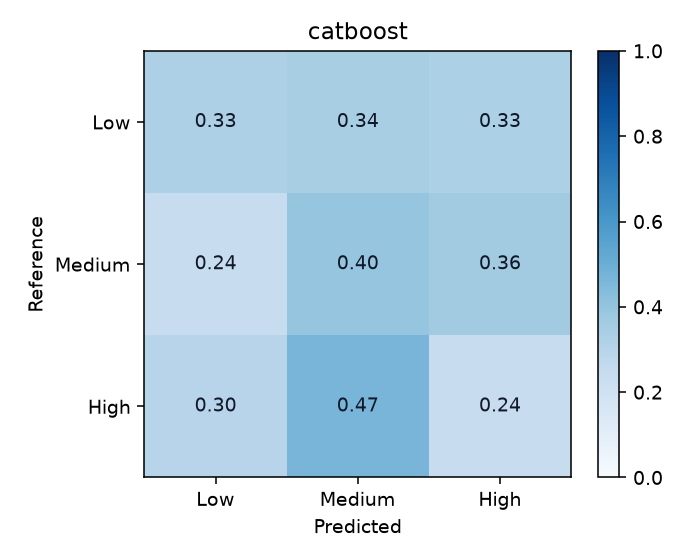 catboost
1.0
Low 0.33 0.34 0.33
0.8
0.6
Reference
Medium 0.24 0.40 0.36
0.4
High 0.30 0.47 0.24
0.2
0.0
Low Medium High
Predicted